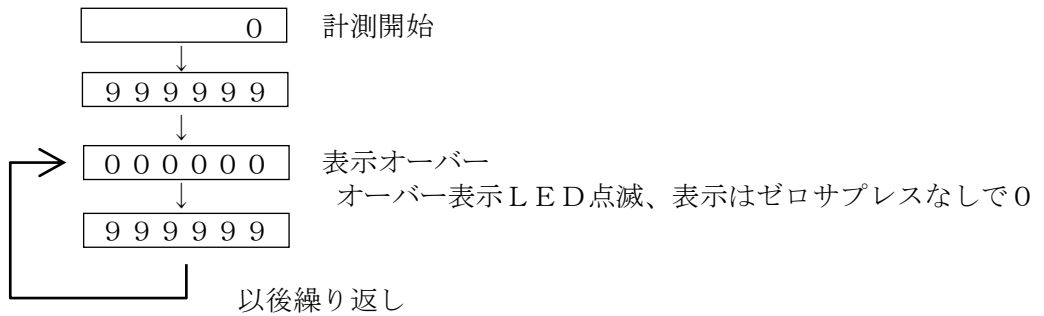 ０ 計測開始
↓
９９９９９９
↓
００００００ 表示オーバー
オーバー表示ＬＥＤ点滅、表示はゼロサプレスなしで０
↓
９９９９９９
以後繰り返し